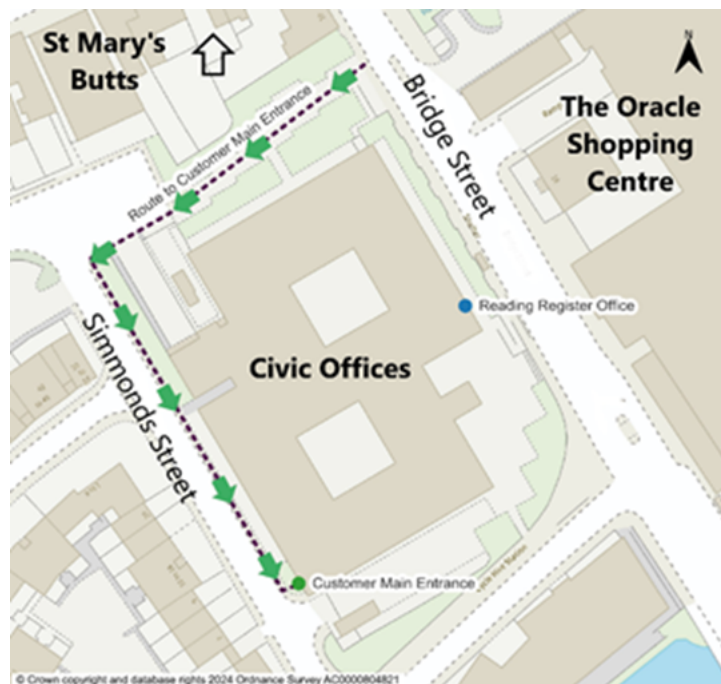 St Mary's
Butts
N
The Oracle
Shopping
Centre
Bridge Street
Route to Customer Main Entrance
Reading Register Office
Civic Offices
Simmonds Street
Customer Main Entrance
© Crown copyright and database rights 2024 Ordnance Survey AC0000804821